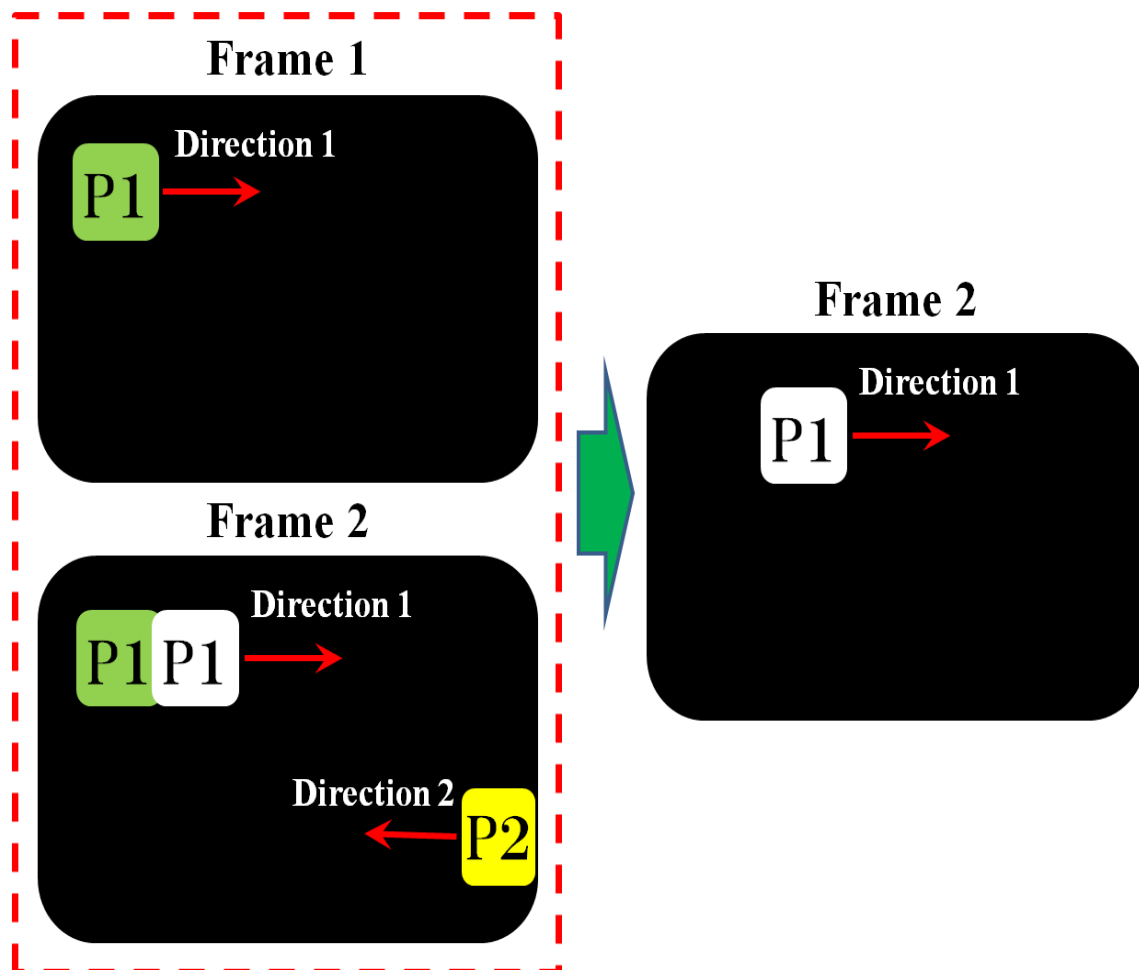 Frame 1
Direction 1
P1
Frame 2
Direction 1
P1 P1
Direction 2
P2
Frame 2
Direction 1
P1